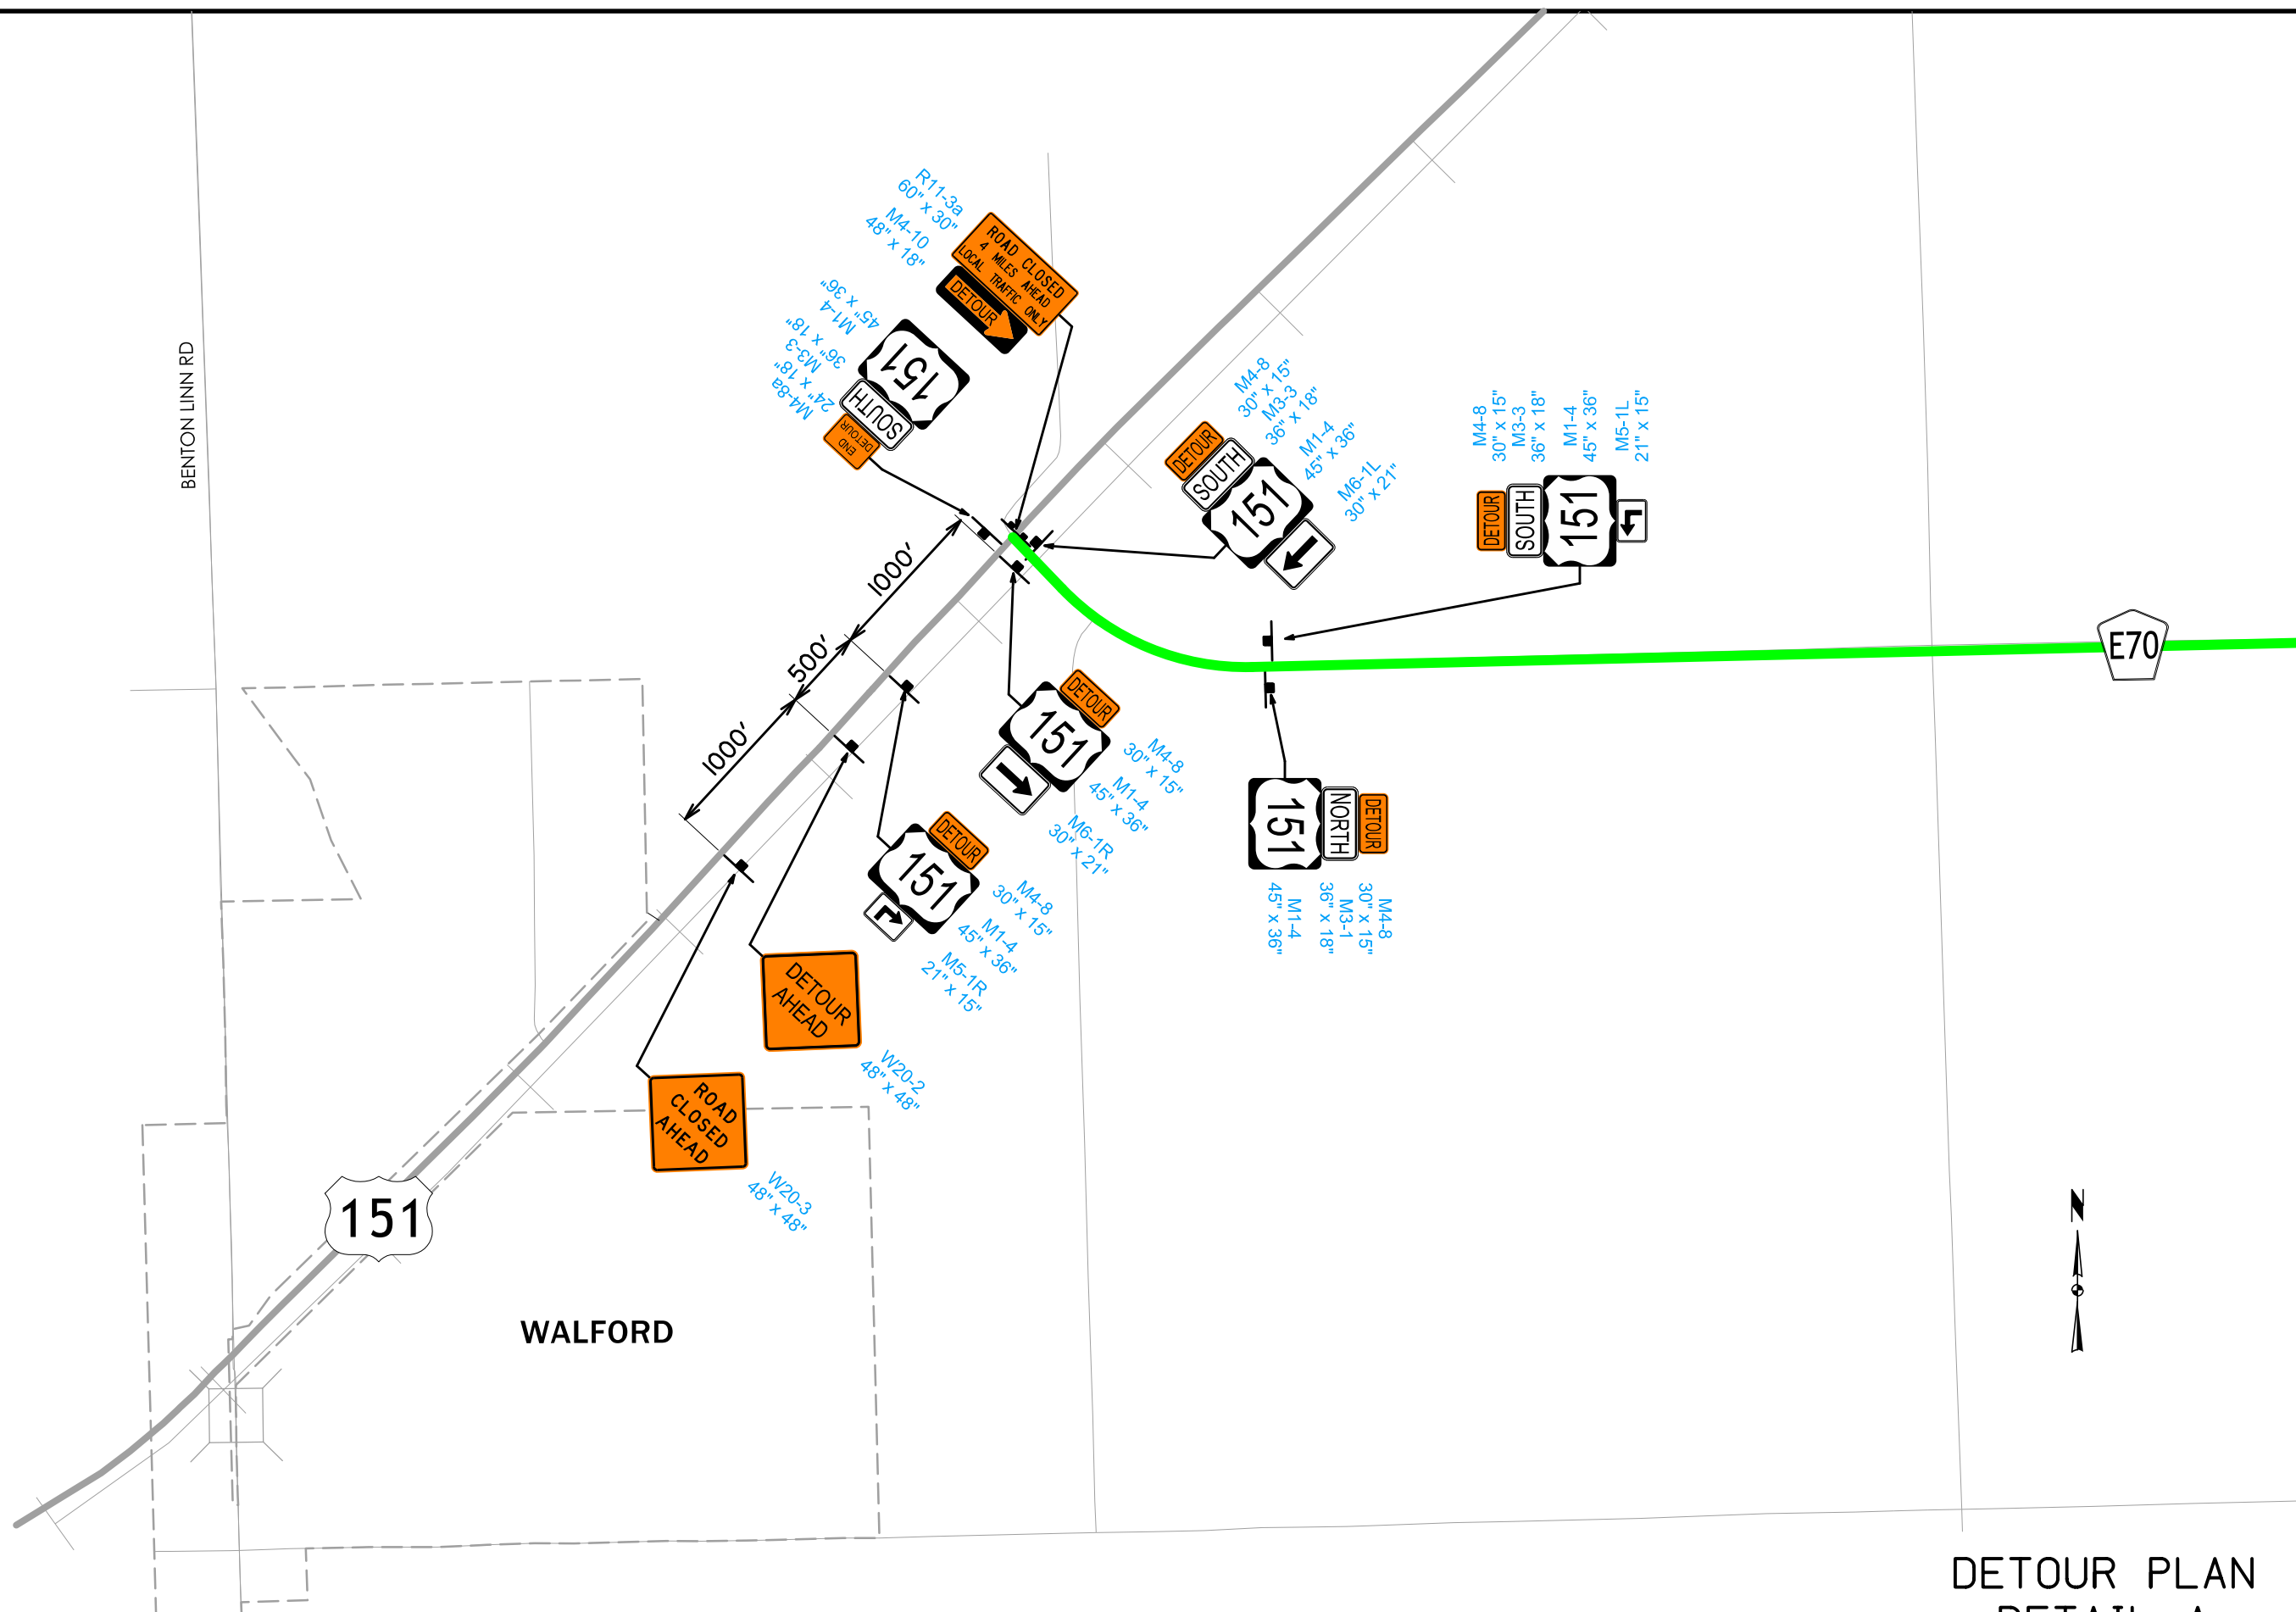 R11-3a
60" x 30"
M4-10
48" x 18"
ROAD CLOSED
4 MILES AHEAD
LOCAL TRAFFIC ONLY
DETOUR
45" x 36"
M1-4
36" x 18"
M3-3
24" x 18"
M4-8a
151
SOUTH
END
DETOUR
BENTON LINN RD
M4-8
30" x 15"
M3-3
36" x 18"
M1-4
45" x 36"
M6-1L
30" x 21"
DETOUR
SOUTH
151
M4-8
30" x 15"
M3-3
36" x 18"
M1-4
45" x 36"
M5-1L
21" x 15"
DETOUR
SOUTH
151
1000'
500'
1000'
E70
DETOUR
151
M4-8
30" x 15"
M1-4
45" x 36"
M6-1R
30" x 21"
DETOUR
151
M4-8
30" x 15"
M1-4
45" x 36"
M5-1R
21" x 15"
151
NORTH
DETOUR
M4-8
30" x 15"
M3-1
36" x 18"
M1-4
45" x 36"
DETOUR
AHEAD
W20-2
48" x 48"
ROAD
CLOSED
AHEAD
W20-3
48" x 48"
151
WALFORD
N
DETOUR PLAN
DETAIL A